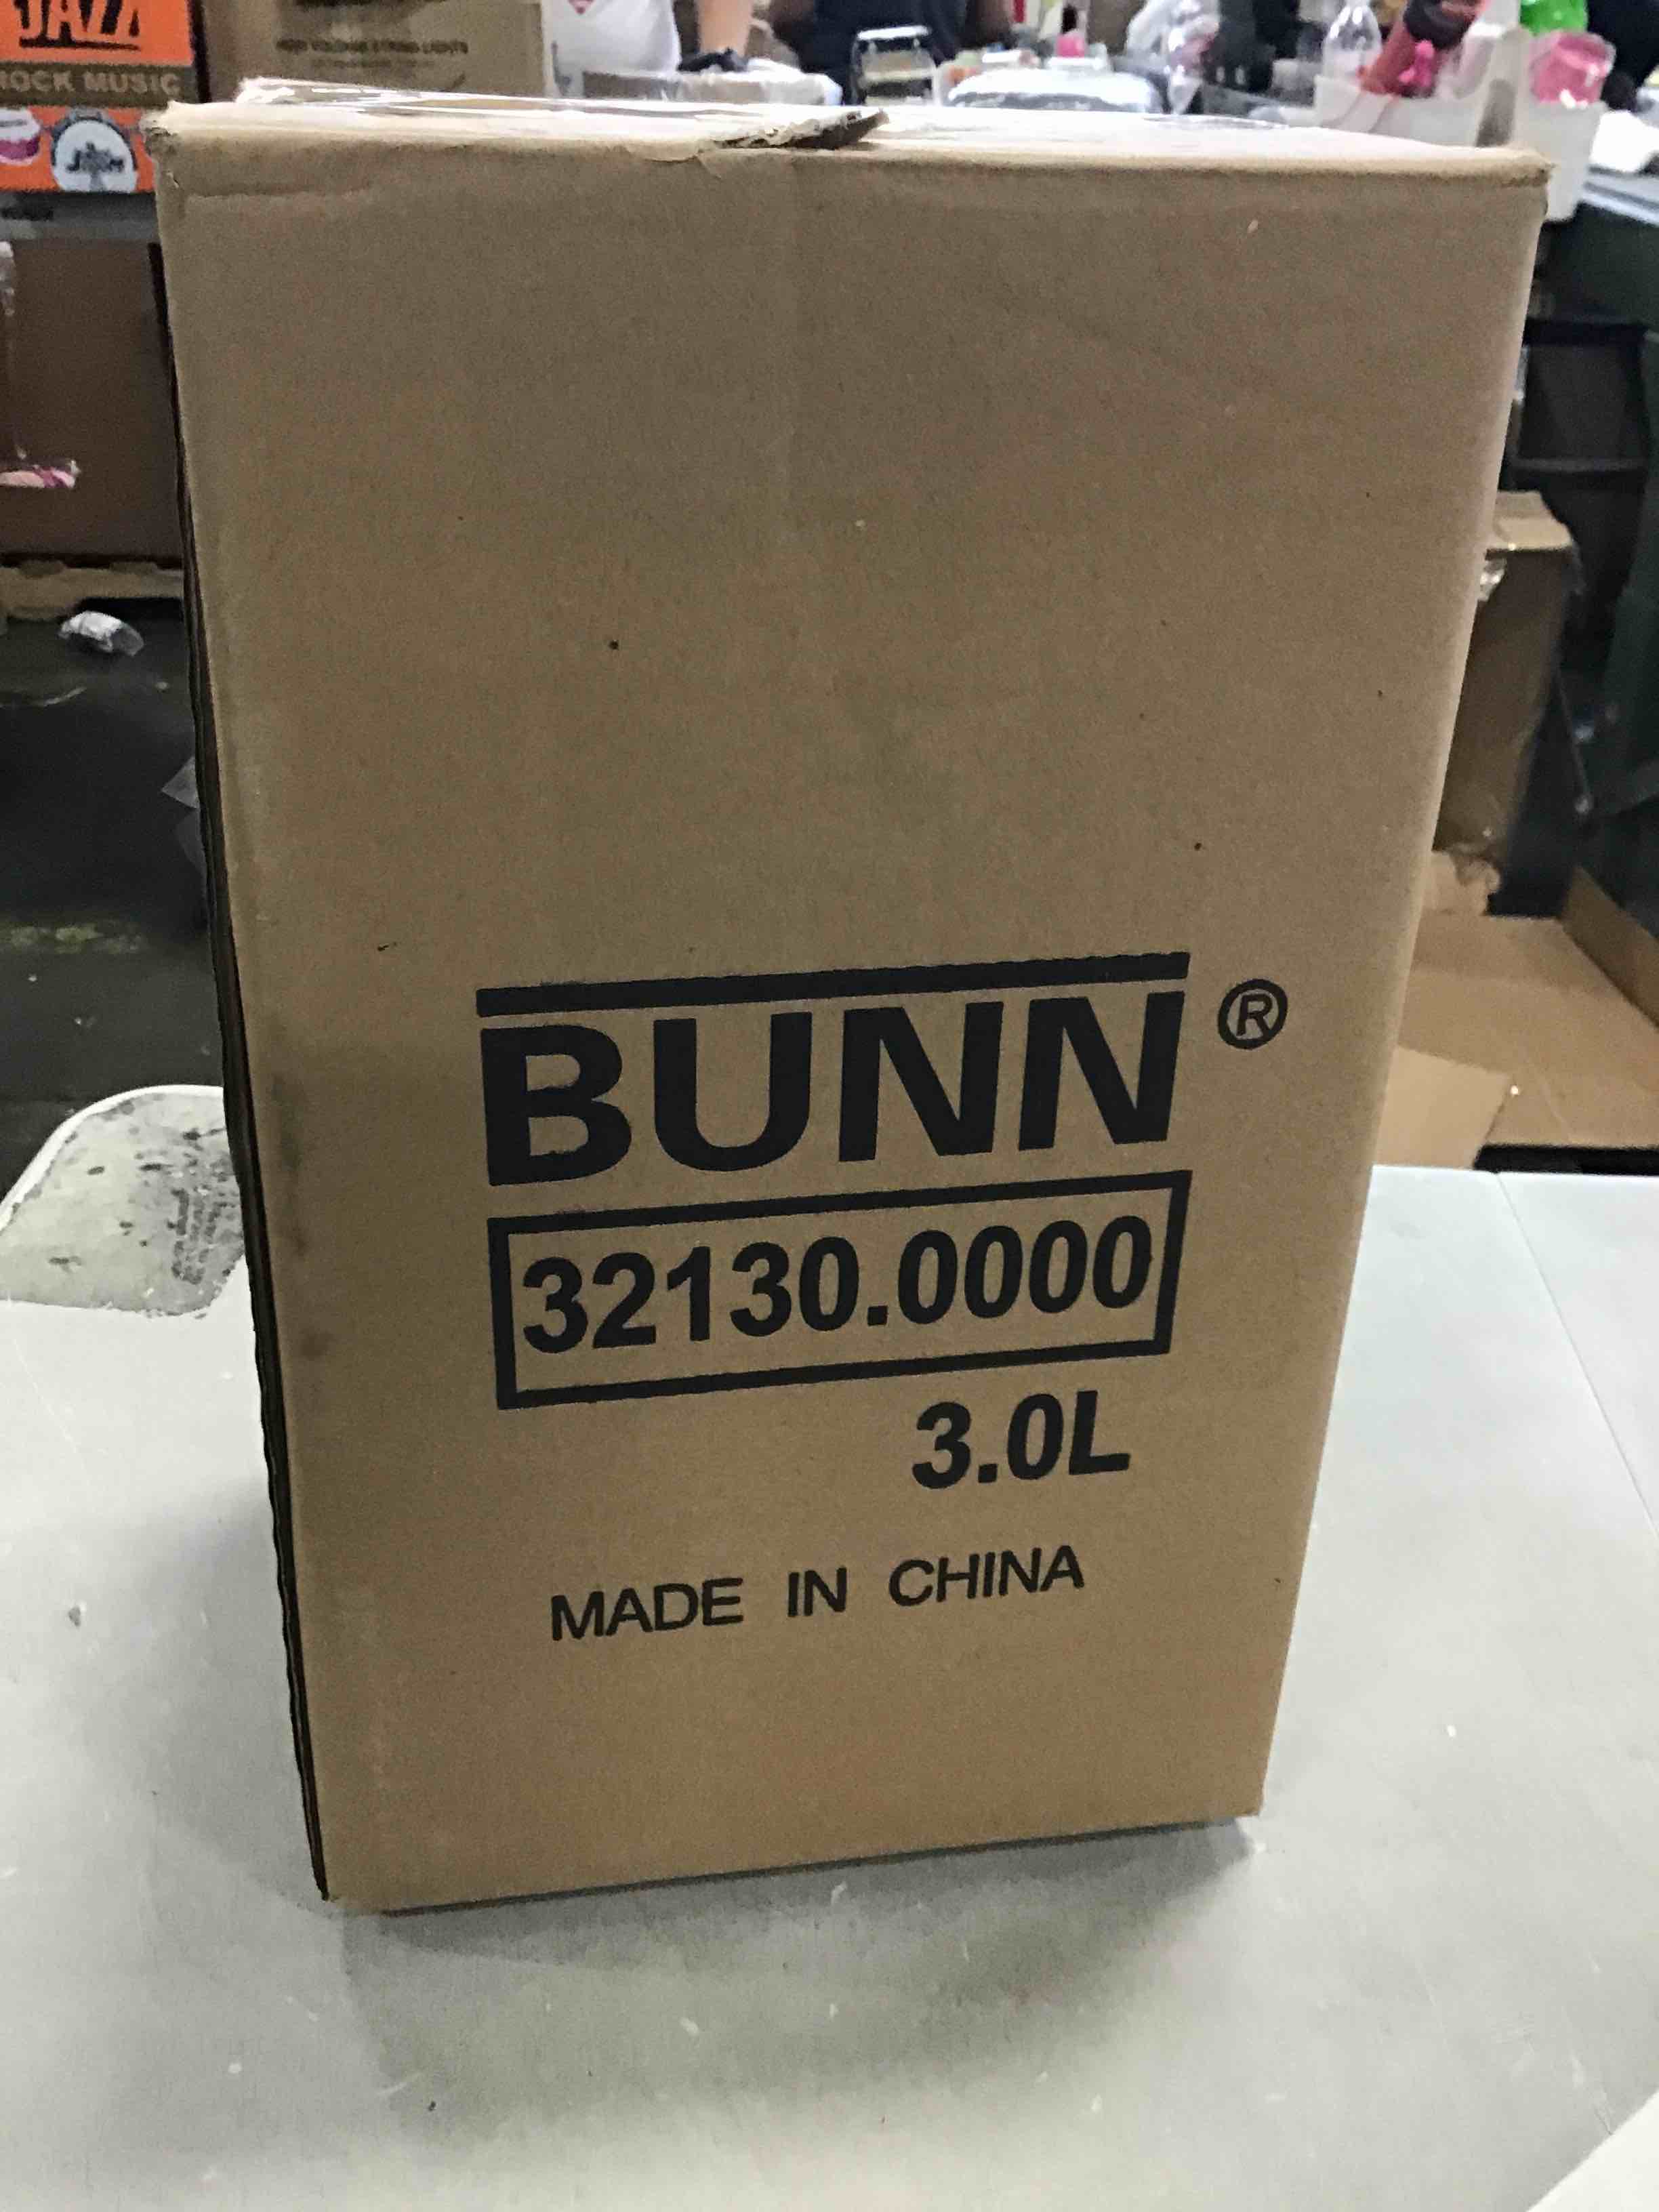 JAZZ
ROCK MUSIC
BUNN®
32130.0000
3.0L
MADE IN CHINA